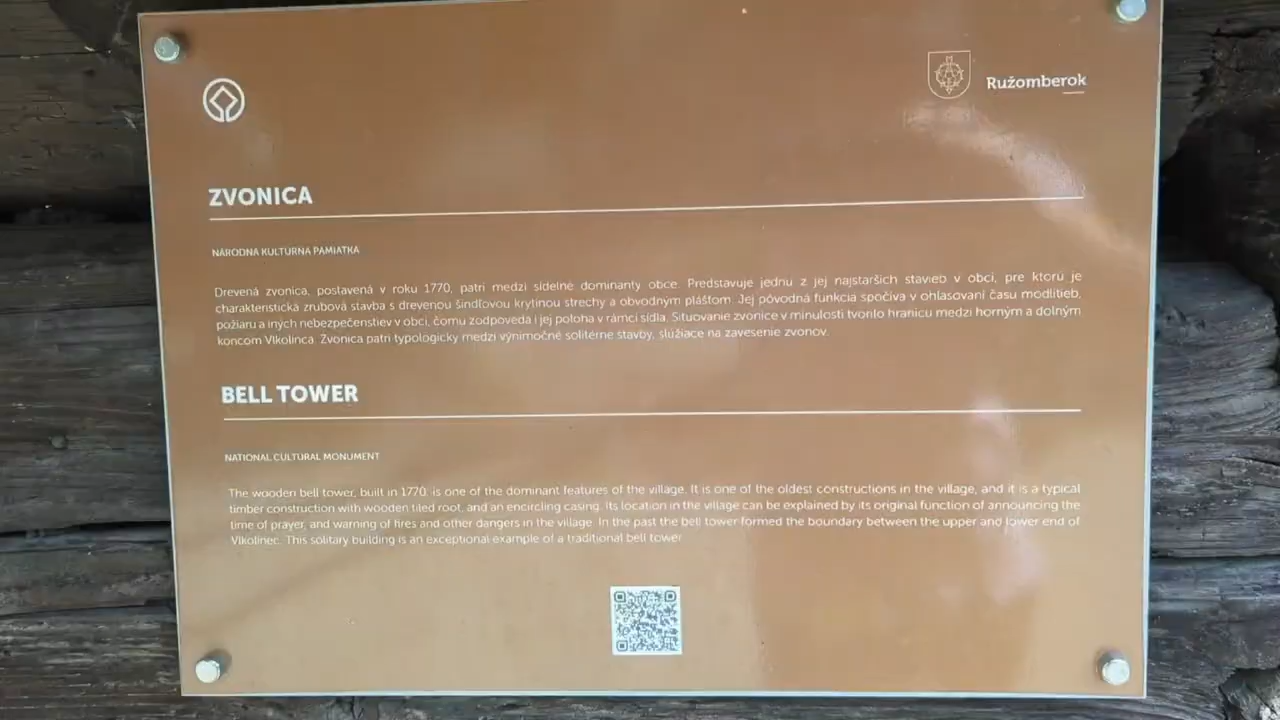 Ružomberok
ZVONICA
NÁRODNÁ KULTÚRNA PAMIATKA
Drevená zvonica, postavená v roku 1770, patrí medzi sídelné dominanty obce. Predstavuje jednu z jej najstarších stavieb v obci, pre ktorú je
charakteristická zrubová stavba s drevenou šindľovou krytinou strechy a obvodným plášťom. Jej pôvodná funkcia spočíva v ohlasovaní času modlitieb,
požiaru a iných nebezpečenstiev v obci, čomu zodpovedá i jej poloha v rámci sídla. Situovanie zvonice v minulosti tvorilo hranicu medzi horným a dolným
koncom Vlkolínca. Zvonica patrí typologicky medzi výnimočné solitérne stavby, slúžiace na zavesenie zvonov.
BELL TOWER
NATIONAL CULTURAL MONUMENT
The wooden bell tower, built in 1770, is one of the dominant features of the village. It is one of the oldest constructions in the village, and it is a typical
timber construction with wooden tiled root, and an encircling casing. Its location in the village can be explained by its original function of announcing the
time of prayer, and warning of fires and other dangers in the village. In the past the bell tower formed the boundary between the upper and lower end of
Vlkolínec. This solitary building is an exceptional example of a traditional bell tower.